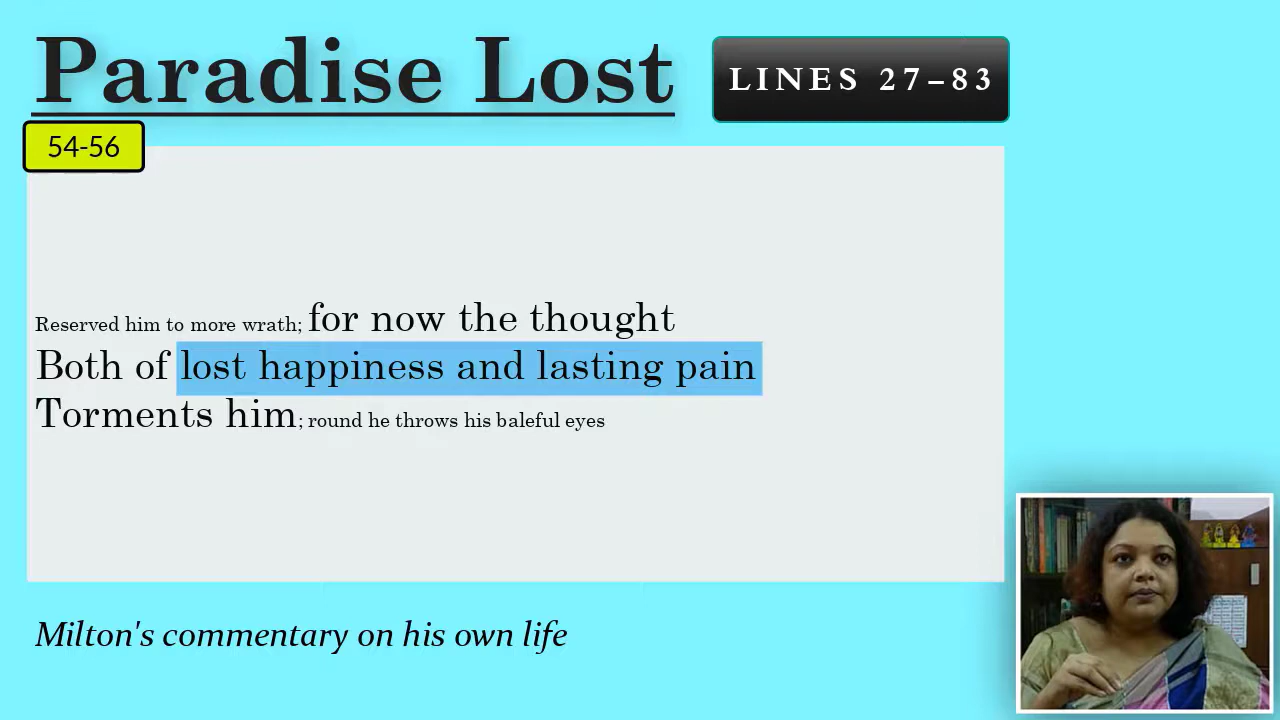 Paradise Lost
LINES 27–83
54-56
Reserved him to more wrath; for now the thought
Both of lost happiness and lasting pain
Torments him; round he throws his baleful eyes
Milton's commentary on his own life